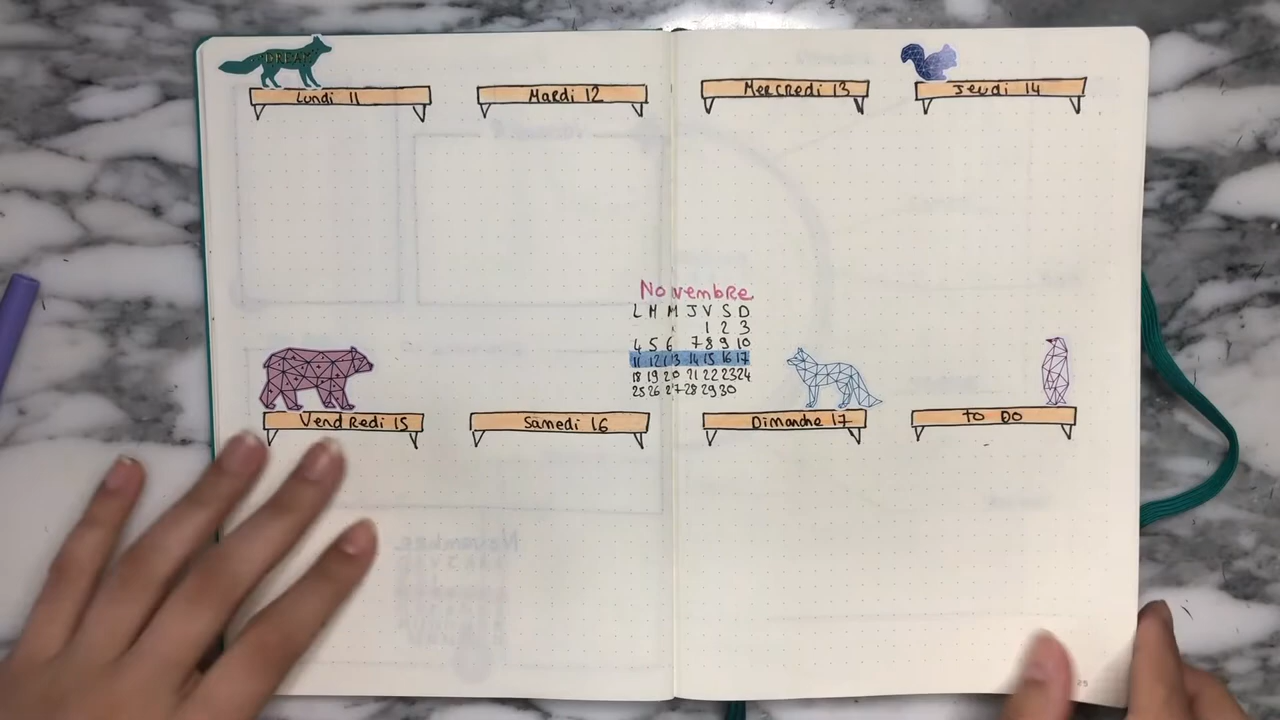 DREAM
Lundi 11
Mardi 12
Mercredi 13
Jeudi 14
Novembre
L M M J V S D
1 2 3
4 5 6 7 8 9 10
11 12 13 14 15 16 17
18 19 20 21 22 23 24
25 26 27 28 29 30
Vendredi 15
Samedi 16
Dimanche 17
TO DO